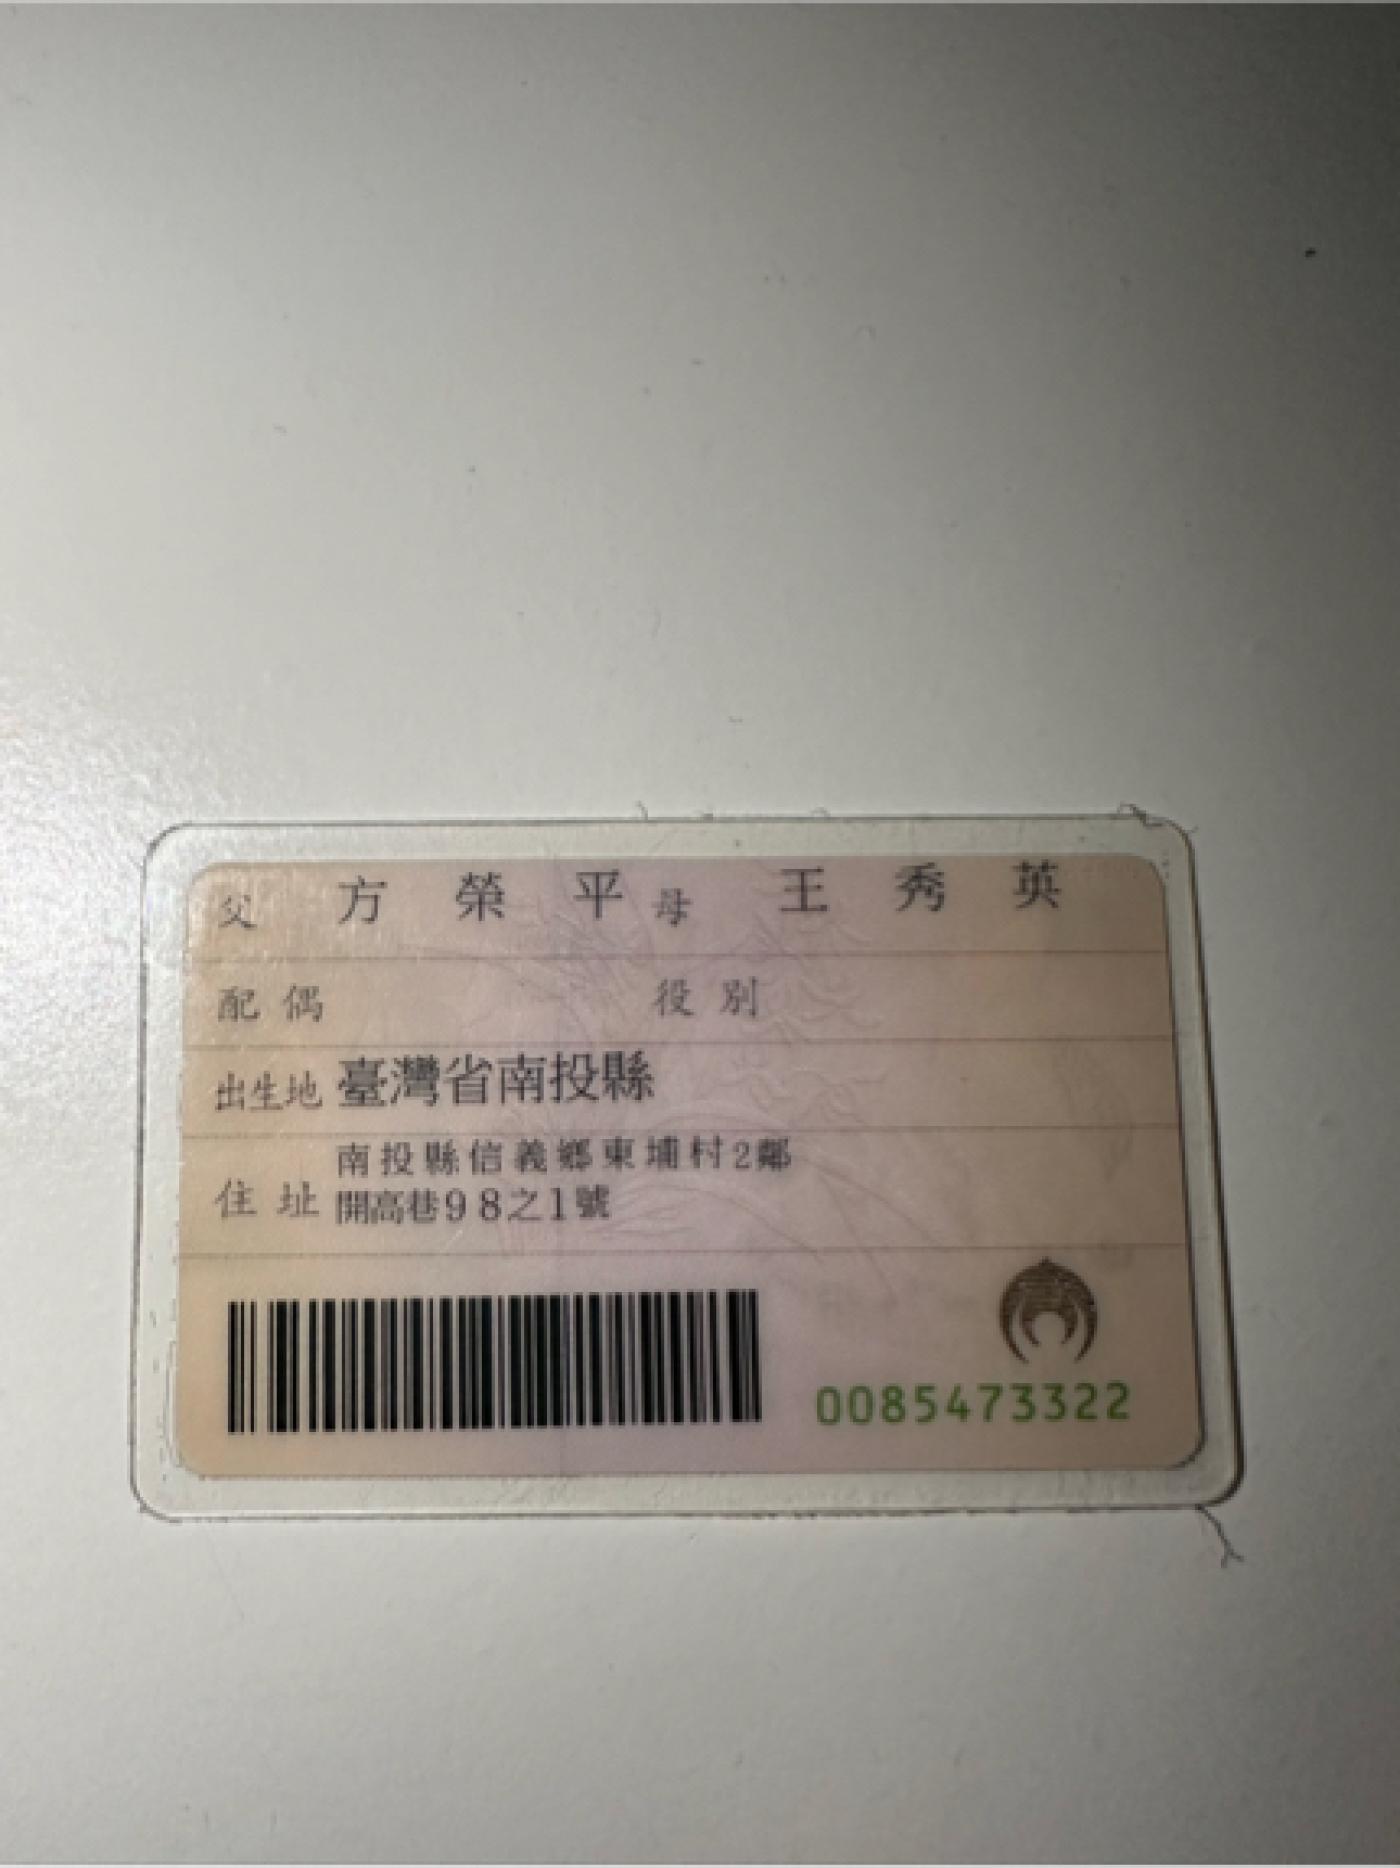 父 方榮平 母 王秀英
配偶 役別
出生地 臺灣省南投縣
住址 南投縣信義鄉東埔村2鄰
開高巷98之1號
0085473322